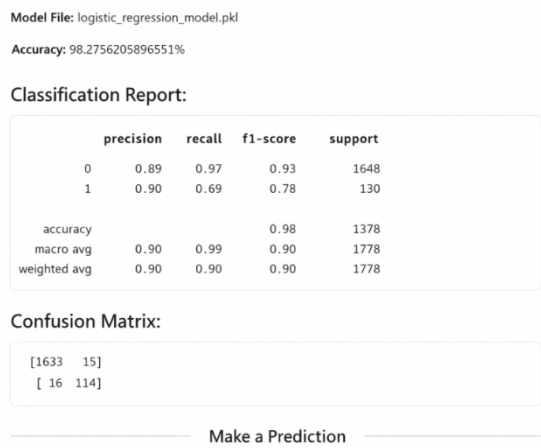 Model File: logistic_regression_model.pkl
Accuracy: 98.2756205896551%
Classification Report:
precision recall f1-score support
0 0.89 0.97 0.93 1648
1 0.90 0.69 0.78 130
accuracy 0.98 1378
macro avg 0.90 0.99 0.90 1778
weighted avg 0.90 0.90 0.90 1778
Confusion Matrix:
[1633 15]
[ 16 114]
Make a Prediction